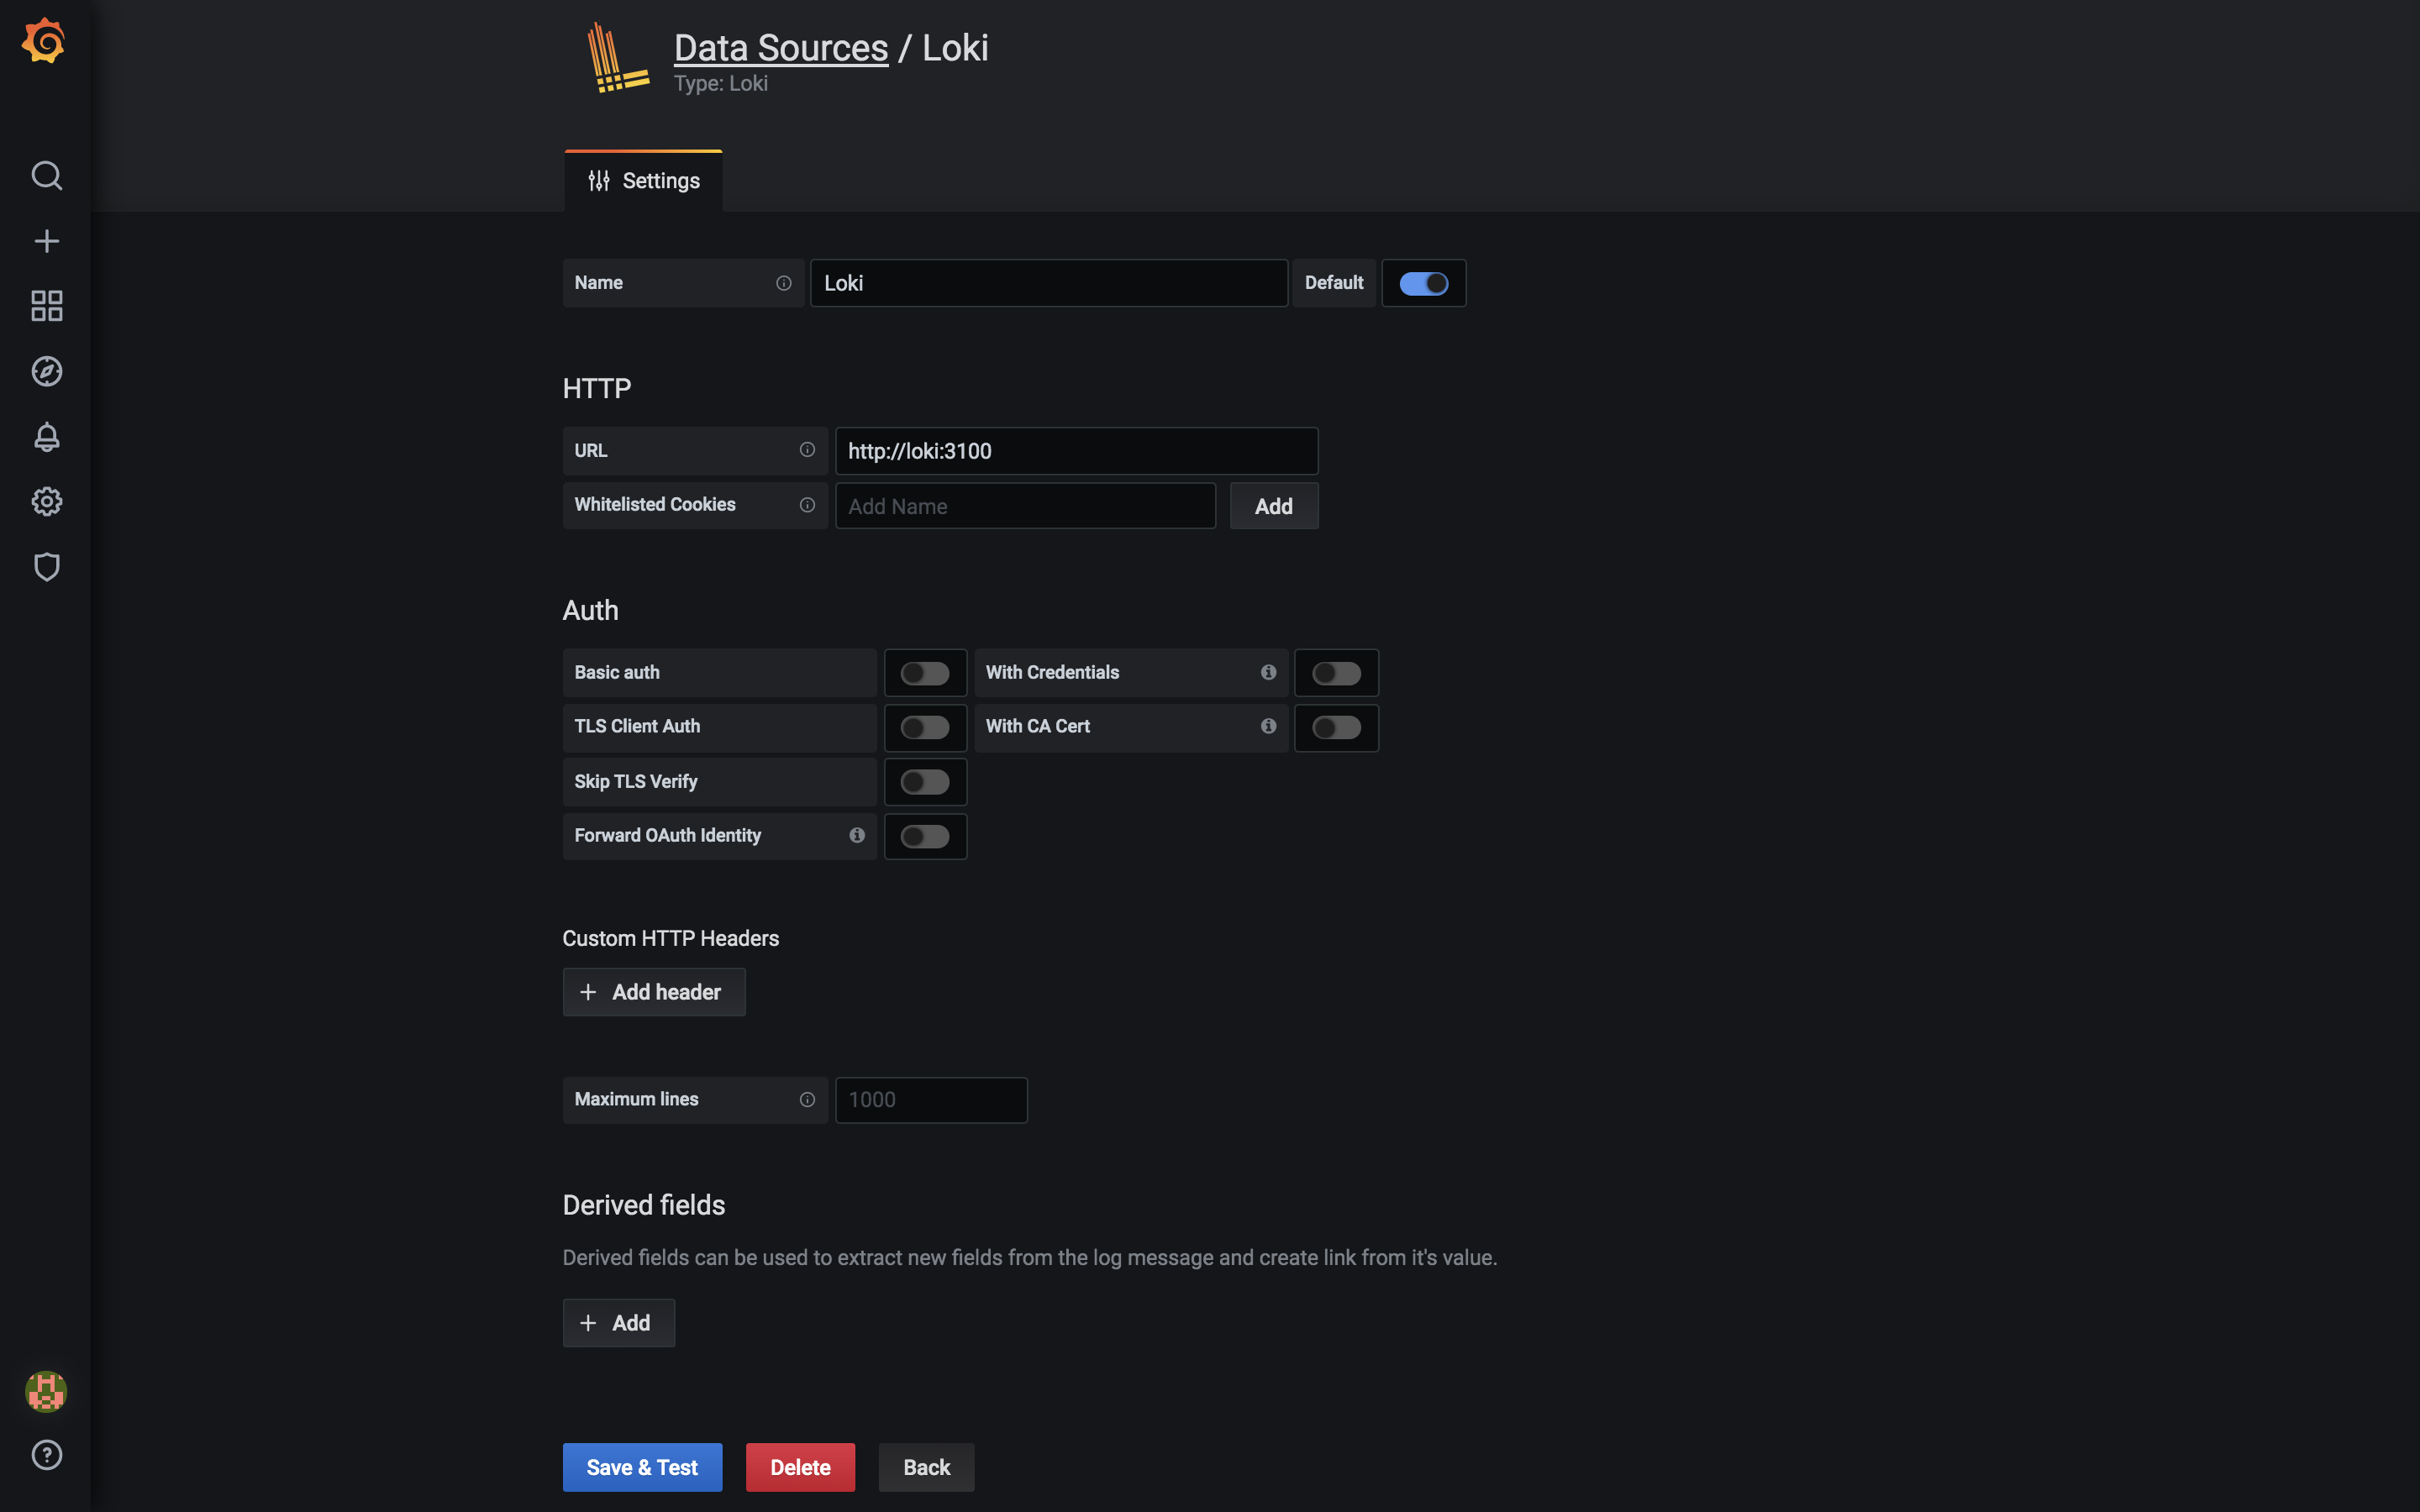 Data Sources / Loki
Type: Loki
Settings
Name Loki Default
HTTP
URL http://loki:3100
Whitelisted Cookies Add Name Add
Auth
Basic auth With Credentials
TLS Client Auth With CA Cert
Skip TLS Verify
Forward OAuth Identity
Custom HTTP Headers
Add header
Maximum lines 1000
Derived fields
Derived fields can be used to extract new fields from the log message and create link from it's value.
Add
Save & Test Delete Back